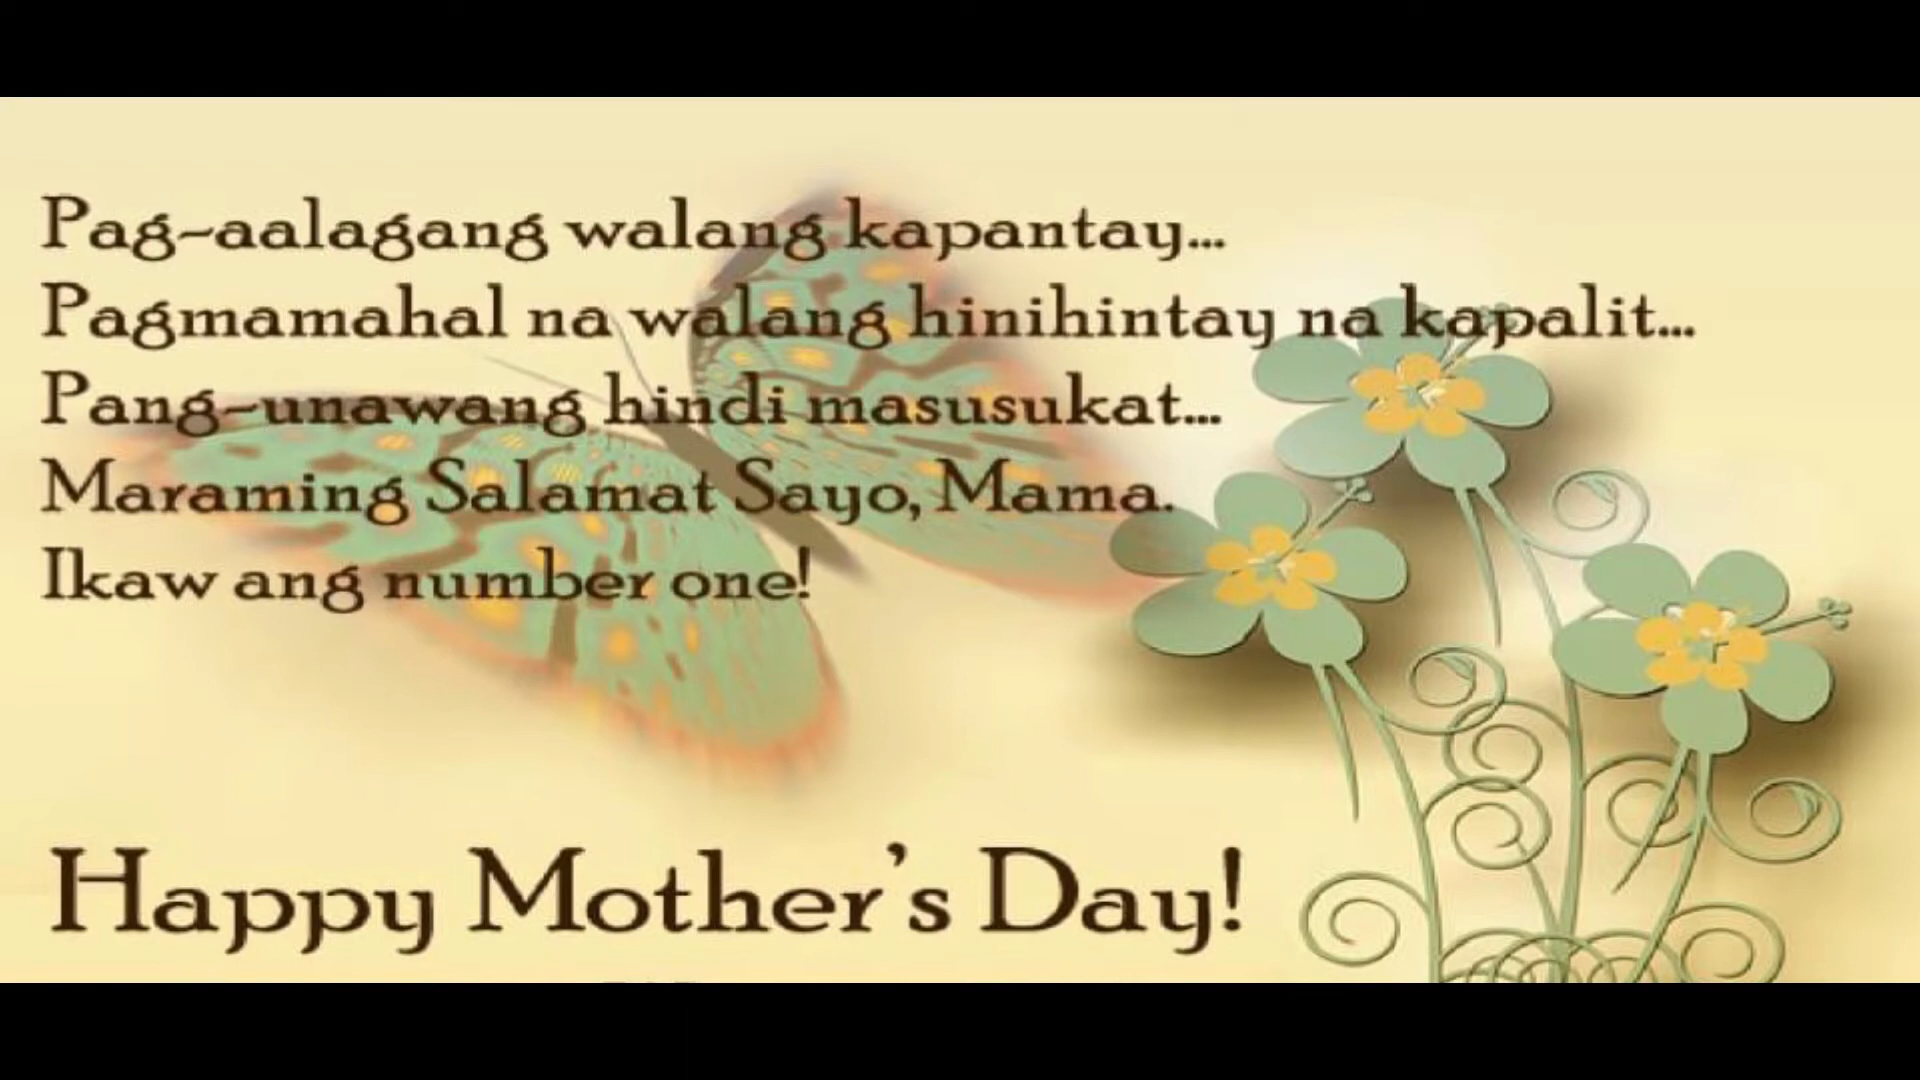 Pag-aalagang walang kapantay...
Pagmamahal na walang hinihintay na kapalit...
Pang-unawang hindi masusukat...
Maraming Salamat Sayo, Mama.
Ikaw ang number one!
Happy Mother's Day!